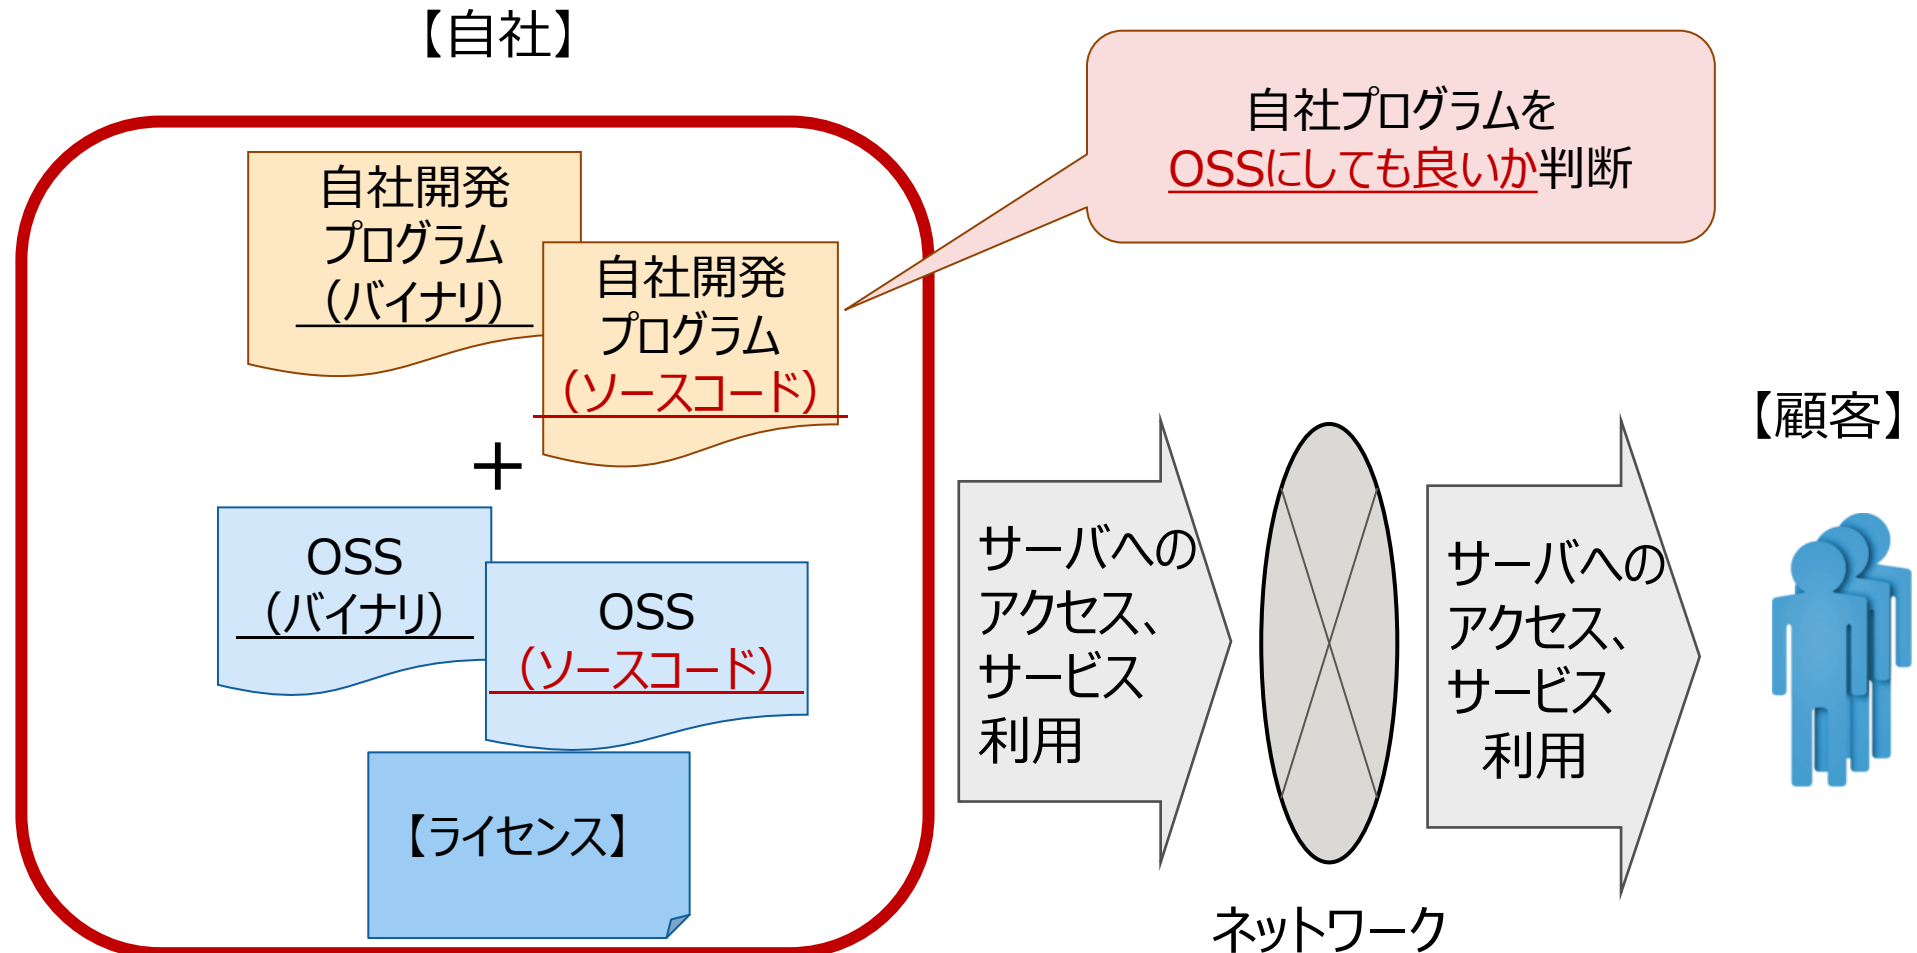 【自社】
自社プログラムを
OSSにしても良いか判断
自社開発
プログラム
（バイナリ）
自社開発
プログラム
（ソースコード）
＋
OSS
（バイナリ）
OSS
（ソースコード）
【ライセンス】
サーバへの
アクセス、
サービス
利用
ネットワーク
サーバへの
アクセス、
サービス
利用
【顧客】